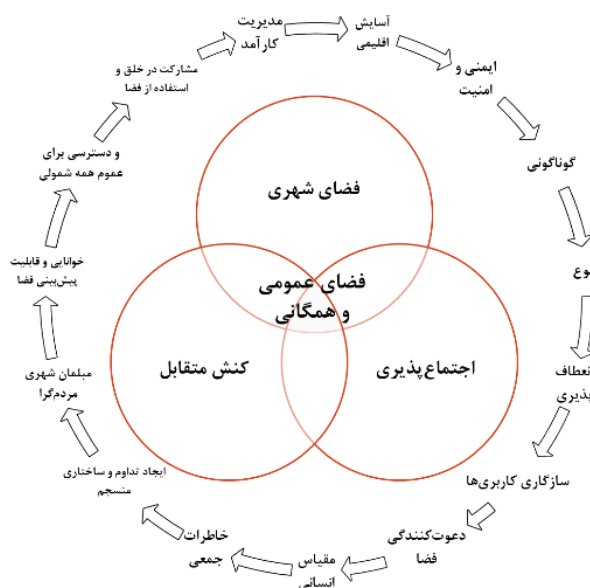 مدیریت
کارآمد
آسایش
اقلیمی
ایمنی و
امنیت
گوناگونی
وع
نعطاف
پذیری
سازگاری کاربری‌ها
دعوت‌کنندگی
فضا
مقیاس
انسانی
خاطرات
جمعی
ایجاد تداوم و ساختاری
منسجم
مبلمان شهری
مردم‌گرا
خوانایی و قابلیت
پیش‌بینی فضا
و دسترسی برای
عموم همه شمولی
مشارکت در خلق و
استفاده از فضا
فضای شهری
فضای عمومی
و همگانی
کنش متقابل
اجتماع‌پذیری